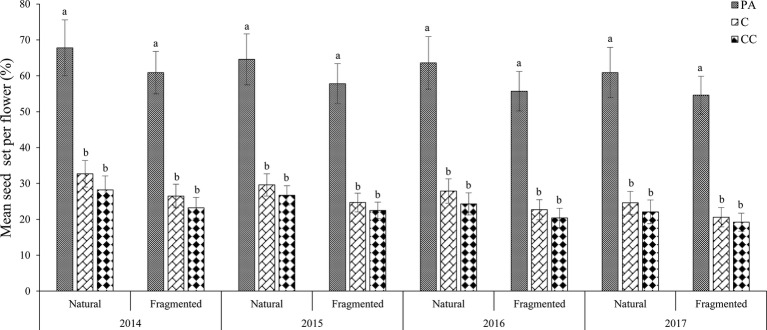 Mean seed set per flower (%)
80
70
60
50
40
30
20
10
0
PA
C
CC
a a a a a a a a
b b b b b b b b b b b b b b b b
Natural Fragmented Natural Fragmented Natural Fragmented Natural Fragmented
2014 2015 2016 2017